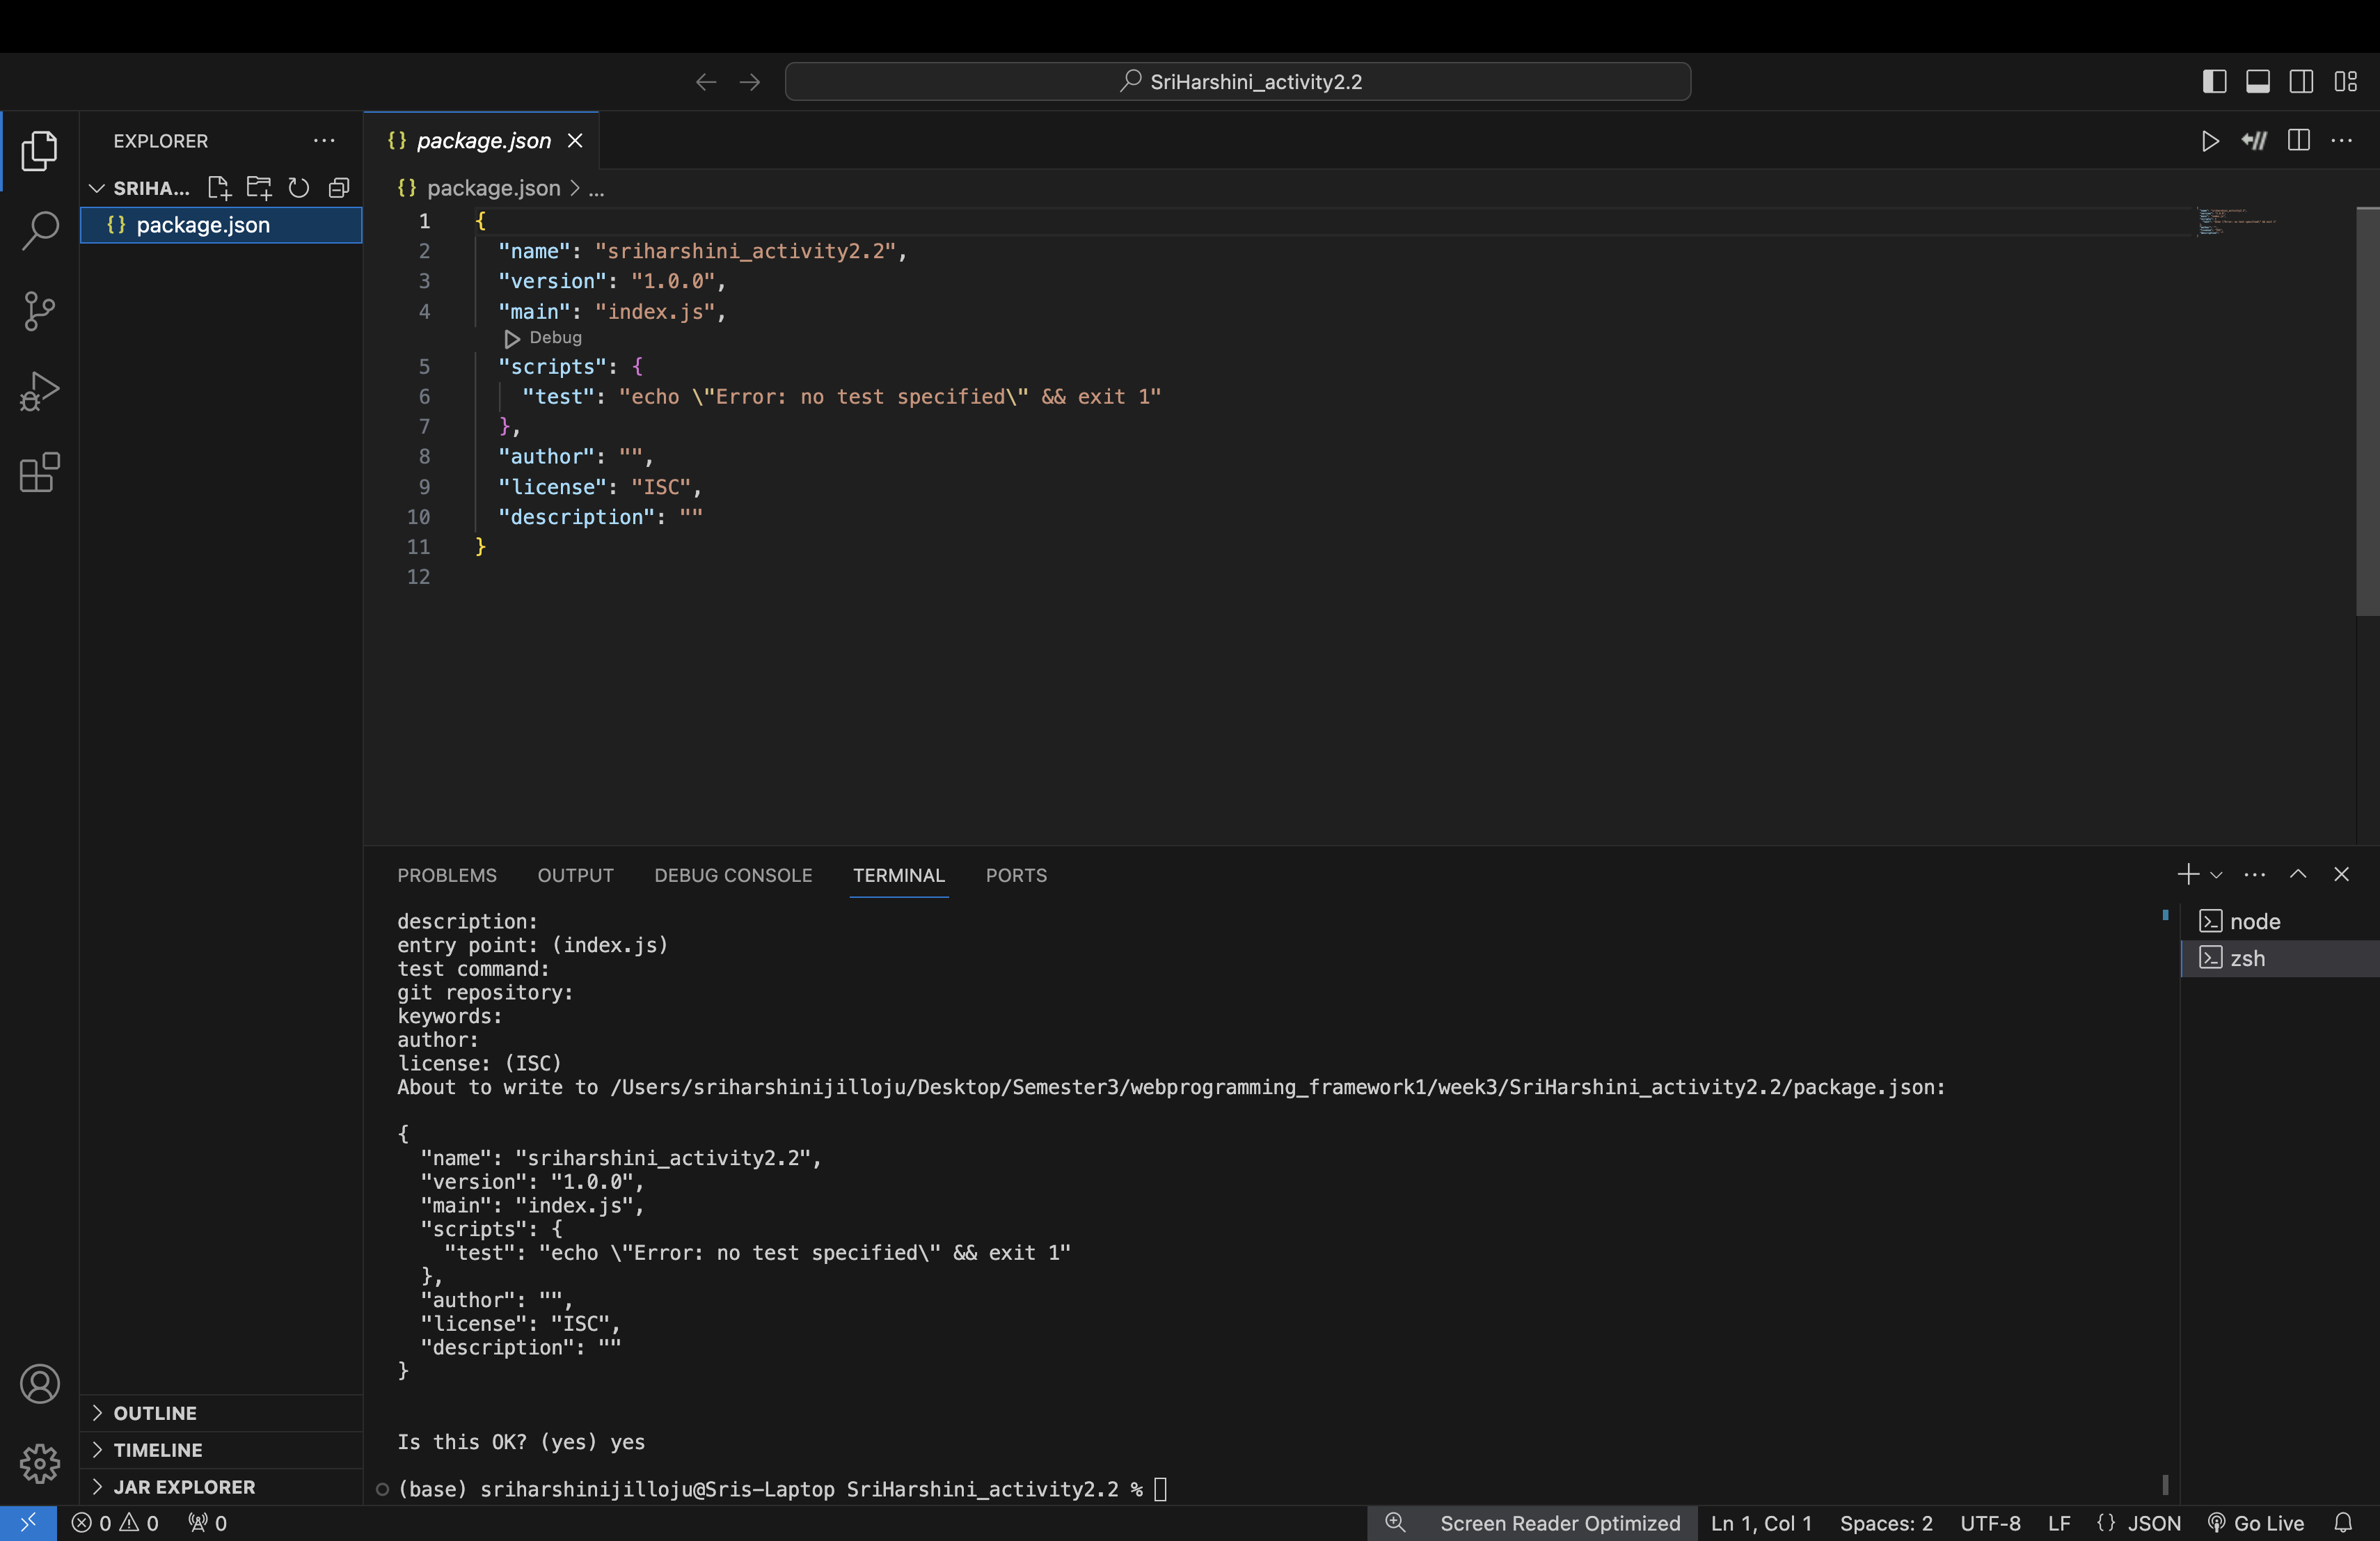 SriHarshini_activity2.2
EXPLORER
SRIHA...
package.json
package.json
package.json > ...
1 {
2 "name": "sriharshini_activity2.2",
3 "version": "1.0.0",
4 "main": "index.js",
Debug
5 "scripts": {
6 "test": "echo \"Error: no test specified\" && exit 1"
7 },
8 "author": "",
9 "license": "ISC",
10 "description": ""
11 }
12
PROBLEMS OUTPUT DEBUG CONSOLE TERMINAL PORTS
description:
entry point: (index.js)
test command:
git repository:
keywords:
author:
license: (ISC)
About to write to /Users/sriharshinijilloju/Desktop/Semester3/webprogramming_framework1/week3/SriHarshini_activity2.2/package.json:
{
"name": "sriharshini_activity2.2",
"version": "1.0.0",
"main": "index.js",
"scripts": {
"test": "echo \"Error: no test specified\" && exit 1"
},
"author": "",
"license": "ISC",
"description": ""
}
Is this OK? (yes) yes
(base) sriharshinijilloju@Sris-Laptop SriHarshini_activity2.2 %
node
zsh
OUTLINE
TIMELINE
JAR EXPLORER
0 0 0 Screen Reader Optimized Ln 1, Col 1 Spaces: 2 UTF-8 LF {} JSON Go Live